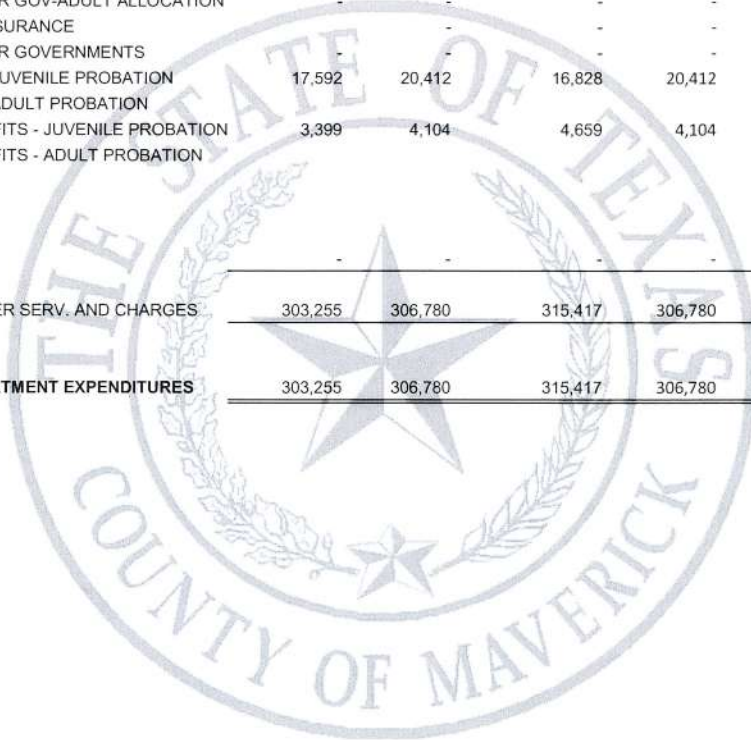 R GOV-ADULT ALLOCATION - - - -
SURANCE - - -
R GOVERNMENTS - - - -
JUVENILE PROBATION 17,592 20,412 16,828 20,412
ADULT PROBATION
FITS - JUVENILE PROBATION 3,399 4,104 4,659 4,104
FITS - ADULT PROBATION
- - - -
ER SERV. AND CHARGES 303,255 306,780 315,417 306,780
TMENT EXPENDITURES 303,255 306,780 315,417 306,780
THE STATE OF TEXAS
COUNTY OF MAVERICK